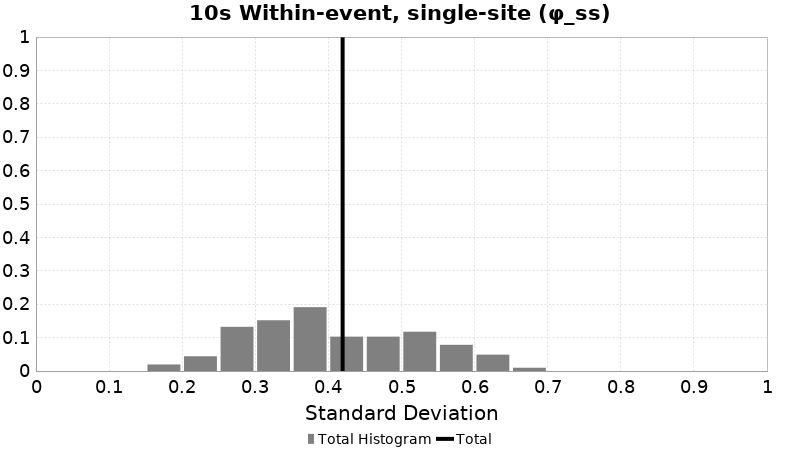 10s Within-event, single-site (φ_ss)
1
0.9
0.8
0.7
0.6
0.5
0.4
0.3
0.2
0.1
0
0 0.1 0.2 0.3 0.4 0.5 0.6 0.7 0.8 0.9 1
Standard Deviation
Total Histogram Total